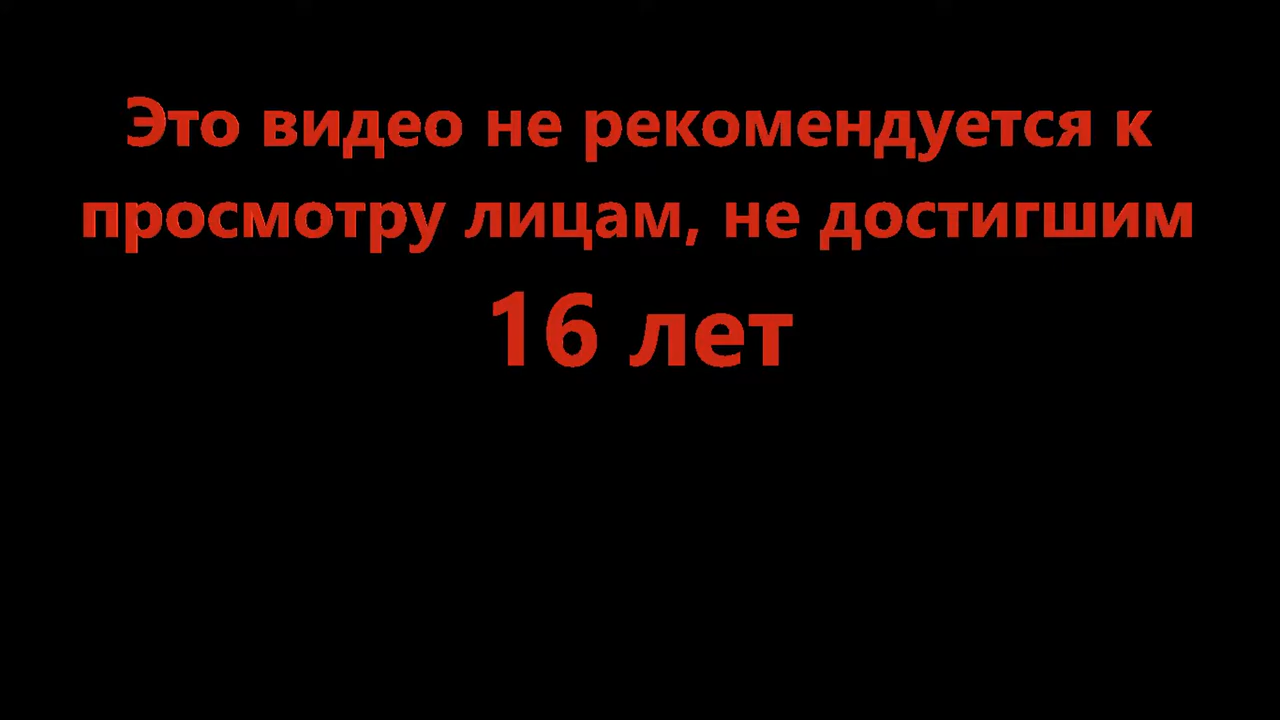 Это видео не рекомендуется к
просмотру лицам, не достигшим
16 лет